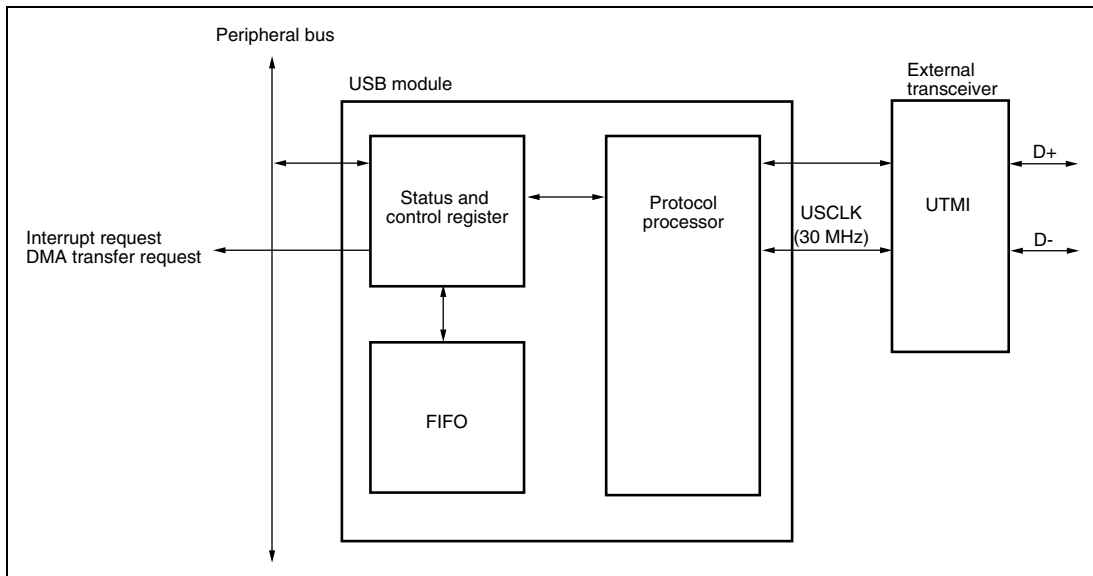 Peripheral bus
USB module
External
transceiver
Status and
control register
Protocol
processor
USCLK
(30 MHz)
UTMI
D+
D-
Interrupt request
DMA transfer request
FIFO